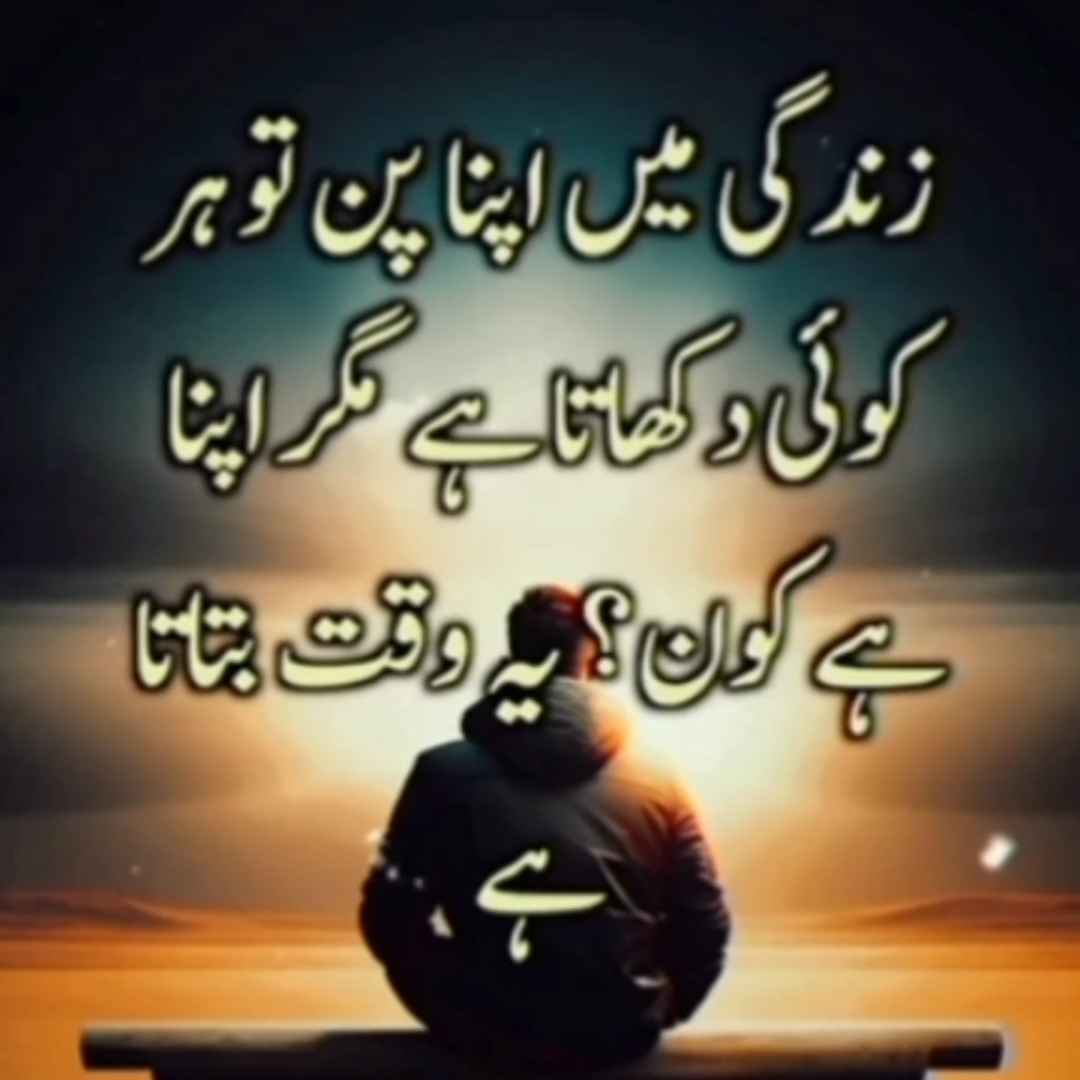 زندگی میں اپنا پن تو ہر
کوئی دکھاتا ہے مگر اپنا
ہے کون؟ یہ وقت بتاتا
ہے